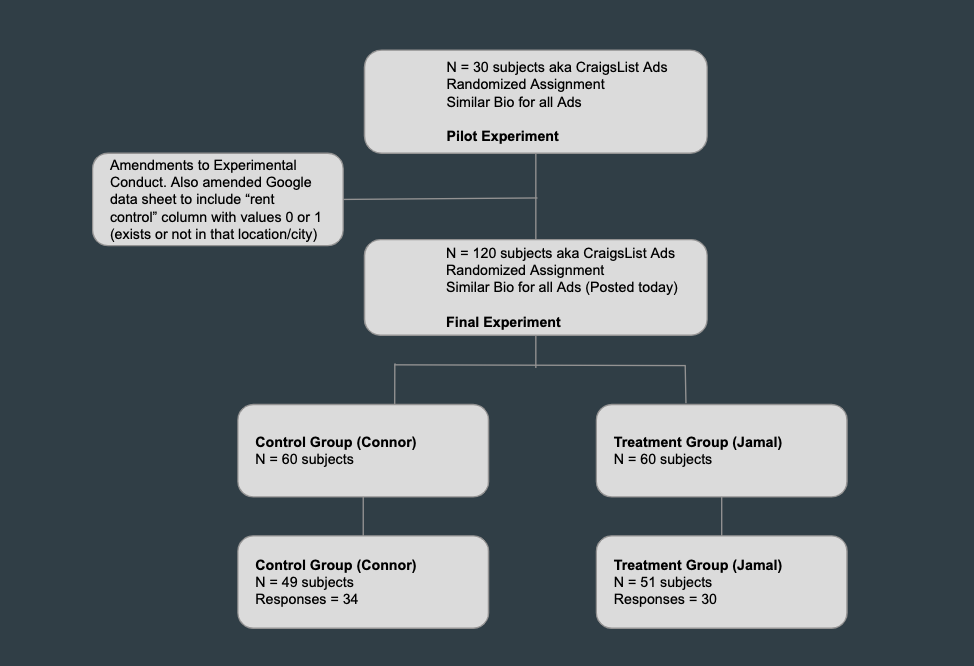 N = 30 subjects aka CraigsList Ads
Randomized Assignment
Similar Bio for all Ads
Pilot Experiment
Amendments to Experimental
Conduct. Also amended Google
data sheet to include “rent
control” column with values 0 or 1
(exists or not in that location/city)
N = 120 subjects aka CraigsList Ads
Randomized Assignment
Similar Bio for all Ads (Posted today)
Final Experiment
Control Group (Connor)
N = 60 subjects
Treatment Group (Jamal)
N = 60 subjects
Control Group (Connor)
N = 49 subjects
Responses = 34
Treatment Group (Jamal)
N = 51 subjects
Responses = 30